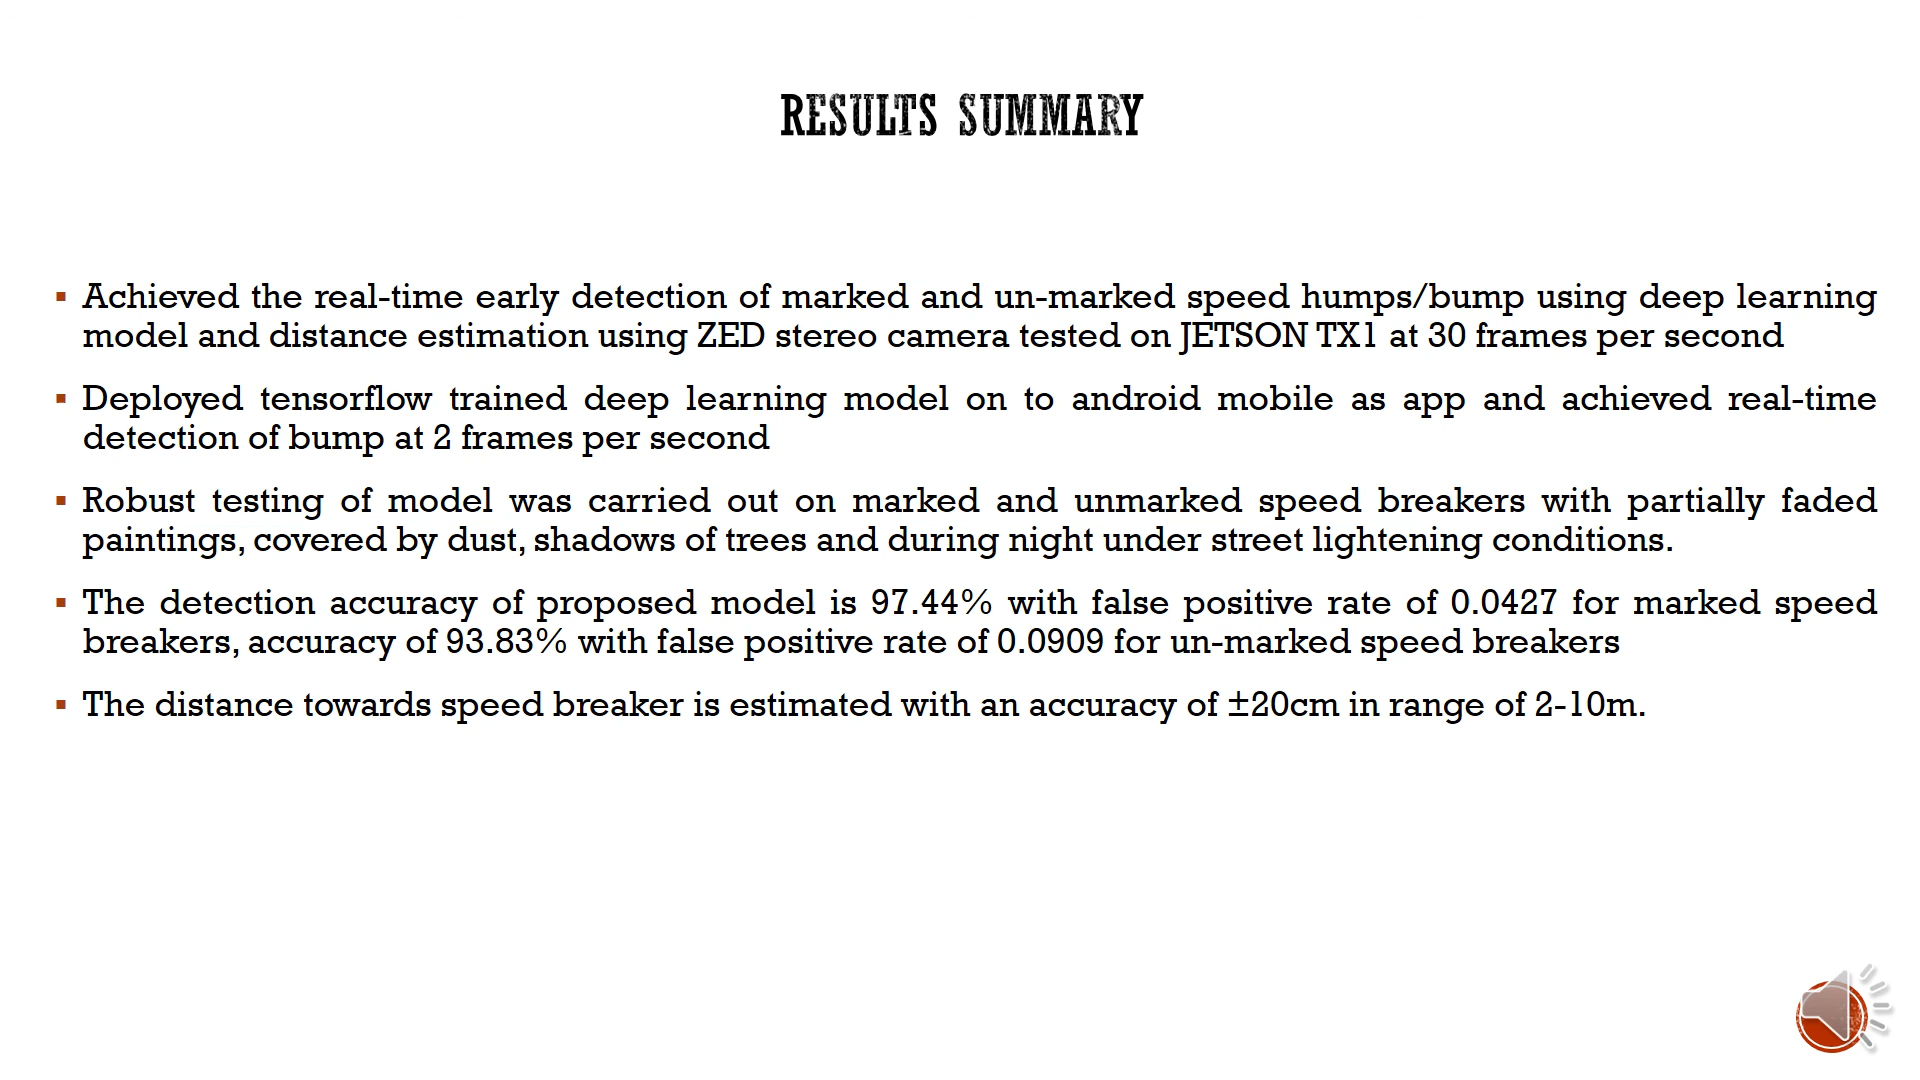 RESULTS SUMMARY
▪ Achieved the real-time early detection of marked and un-marked speed humps/bump using deep learning
model and distance estimation using ZED stereo camera tested on JETSON TX1 at 30 frames per second
▪ Deployed tensorflow trained deep learning model on to android mobile as app and achieved real-time
detection of bump at 2 frames per second
▪ Robust testing of model was carried out on marked and unmarked speed breakers with partially faded
paintings, covered by dust, shadows of trees and during night under street lightening conditions.
▪ The detection accuracy of proposed model is 97.44% with false positive rate of 0.0427 for marked speed
breakers, accuracy of 93.83% with false positive rate of 0.0909 for un-marked speed breakers
▪ The distance towards speed breaker is estimated with an accuracy of ±20cm in range of 2-10m.